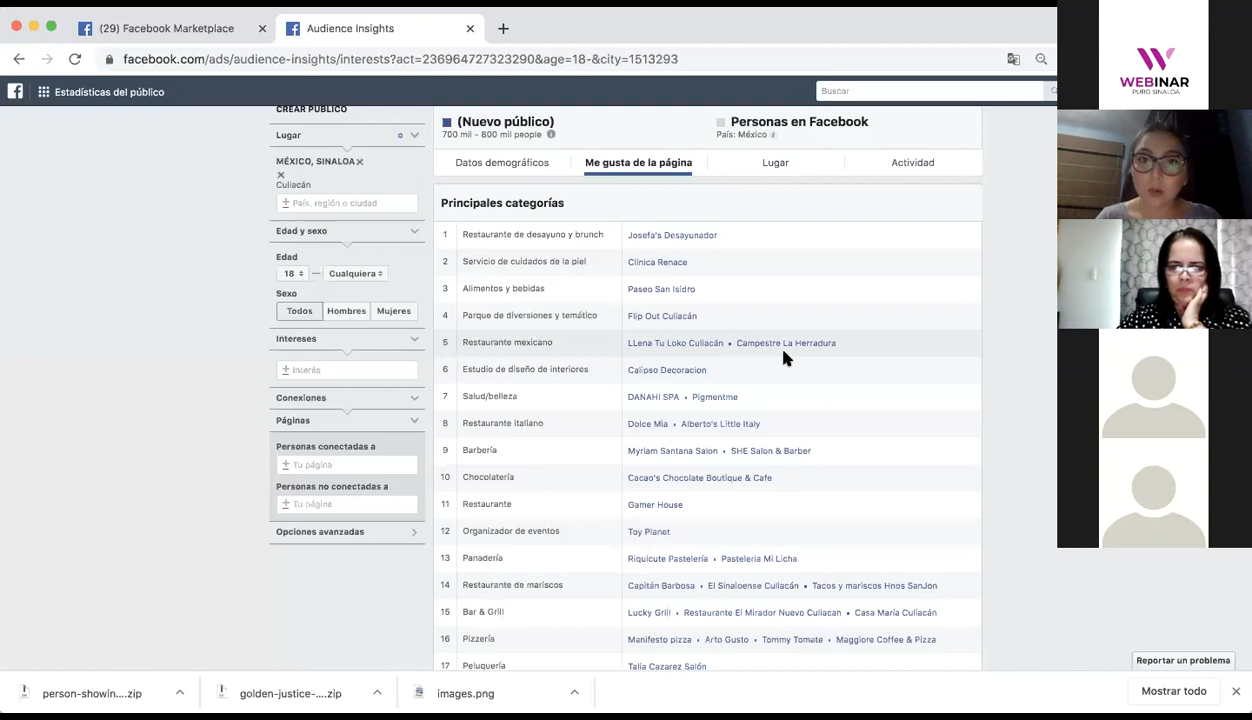 (29) Facebook Marketplace
Audience Insights
facebook.com/ads/audience-insights/interests?act=236964727323290&age=18-&city=1513293
Estadísticas del público
Buscar
CREAR PÚBLICO
Lugar 0
MÉXICO, SINALOA
Culiacán
País, región o ciudad
Edad y sexo
Edad
18 — Cualquiera
Sexo
Todos Hombres Mujeres
Intereses
Interés
Conexiones
Páginas
Personas conectadas a
Tu página
Personas no conectadas a
Tu página
Opciones avanzadas
(Nuevo público)
700 mil - 800 mil people
Personas en Facebook
País: México
Datos demográficos Me gusta de la página Lugar Actividad
Principales categorías
1 Restaurante de desayuno y brunch Josefa's Desayunador
2 Servicio de cuidados de la piel Clínica Renace
3 Alimentos y bebidas Paseo San Isidro
4 Parque de diversiones y temático Flip Out Culiacán
5 Restaurante mexicano LLena Tu Loko Culiacán • Campestre La Herradura
6 Estudio de diseño de interiores Calipso Decoracion
7 Salud/belleza DANAHI SPA • Pigmentme
8 Restaurante italiano Dolce Mia • Alberto's Little Italy
9 Barbería Myriam Santana Salon • SHE Salon & Barber
10 Chocolatería Cacao's Chocolate Boutique & Cafe
11 Restaurante Gamer House
12 Organizador de eventos Toy Planet
13 Panadería Riquicute Pastelería • Pasteleria Mi Licha
14 Restaurante de mariscos Capitán Barbosa • El Sinaloense Culiacán • Tacos y mariscos Hnos SanJon
15 Bar & Grill Lucky Grill • Restaurante El Mirador Nuevo Culiacan • Casa María Culiacán
16 Pizzería Manifesto pizza • Arto Gusto • Tommy Tomate • Maggiore Coffee & Pizza
17 Peluquería Talia Cazarez Salón
Reportar un problema
person-showin....zip
golden-justice-....zip
images.png
Mostrar todo
WEBINAR
PURO SINALOA